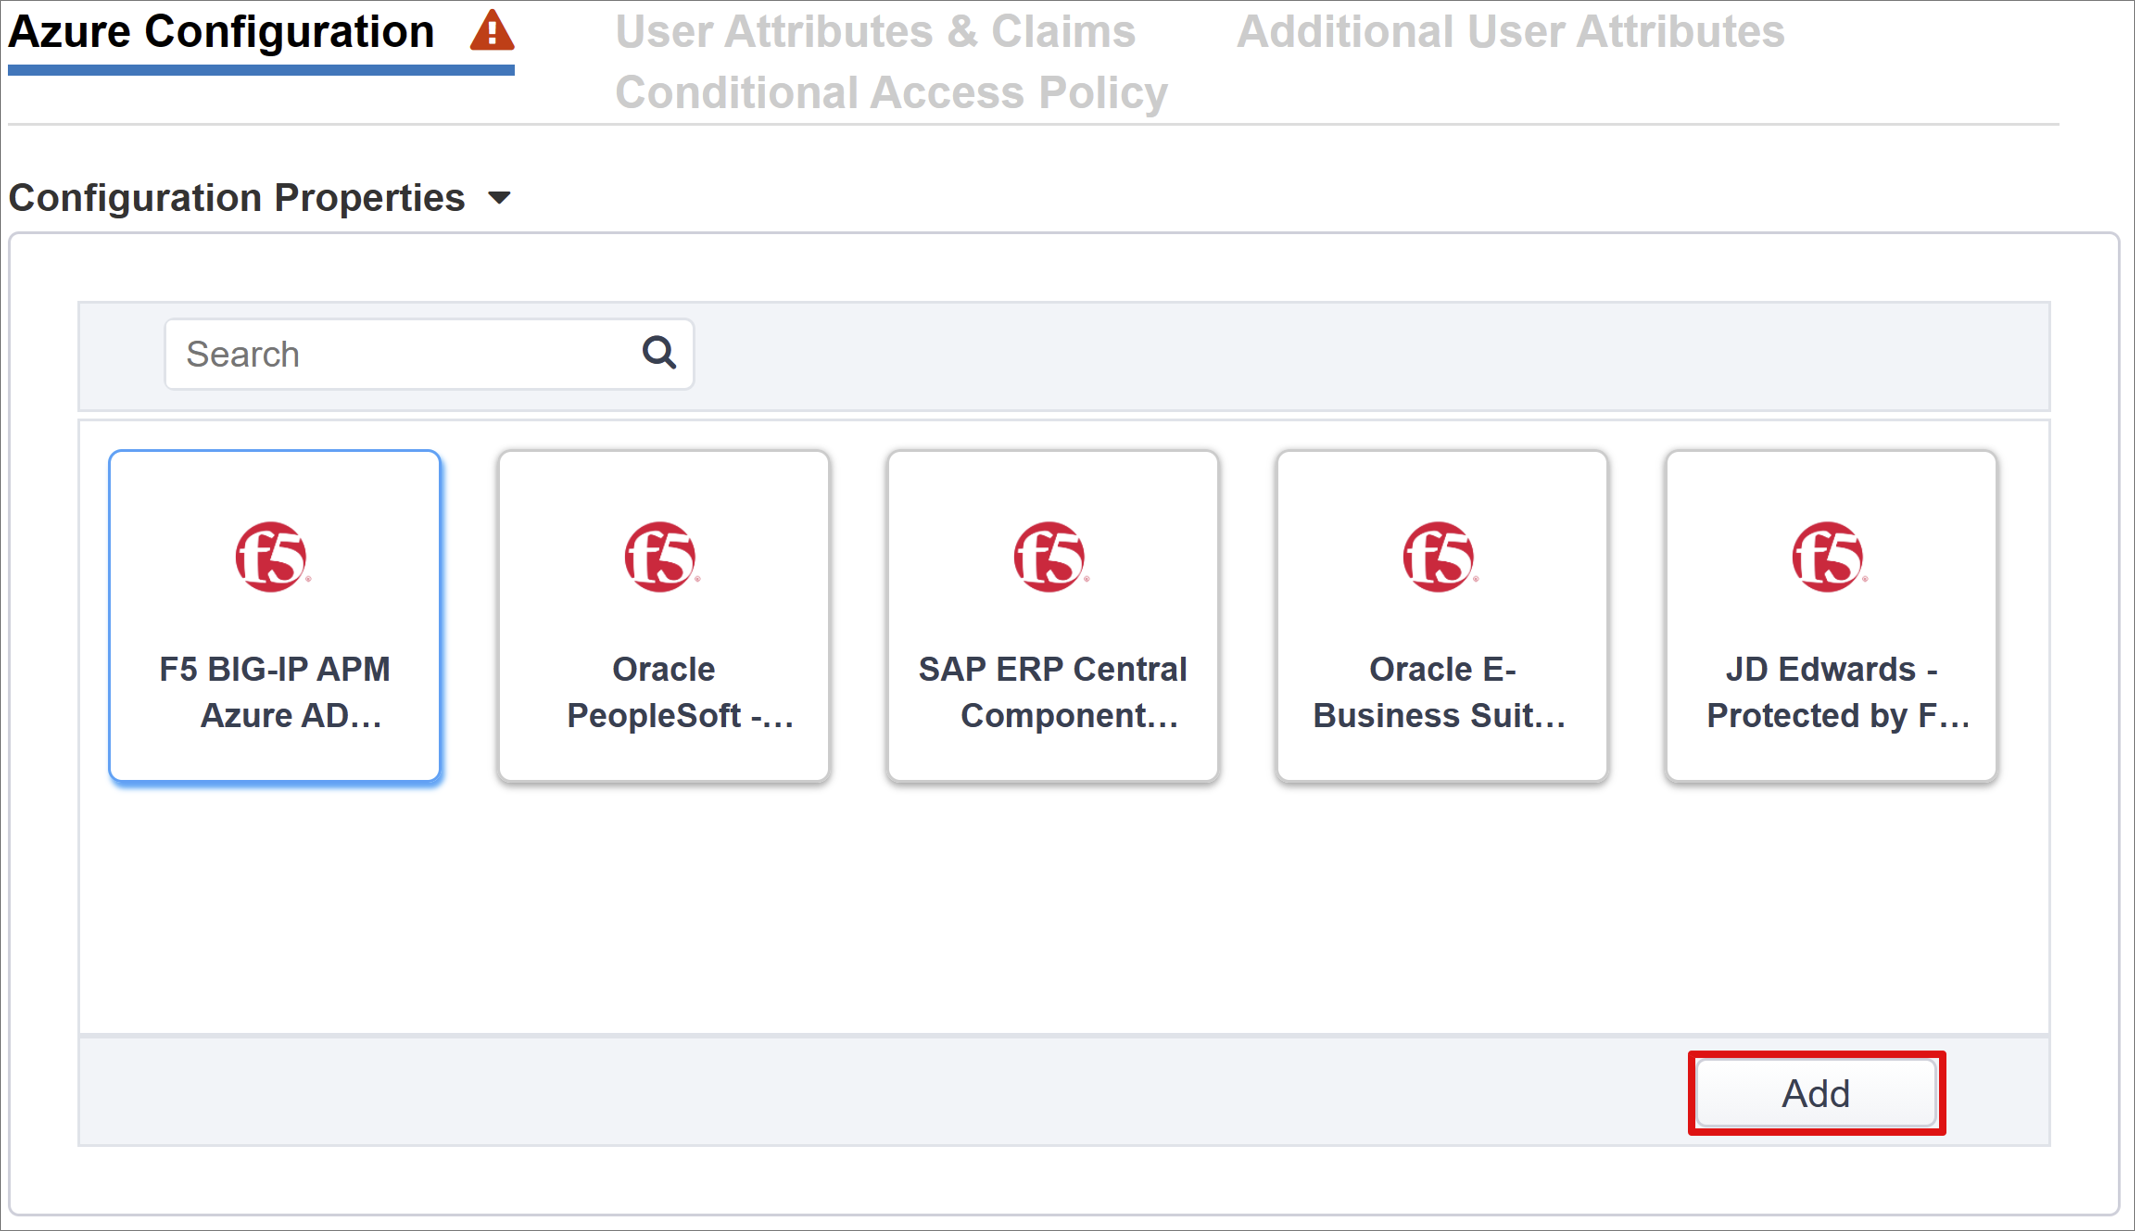 Azure Configuration
User Attributes & Claims
Additional User Attributes
Conditional Access Policy
Configuration Properties
Search
f5
F5 BIG-IP APM
Azure AD...
f5
Oracle
PeopleSoft -...
f5
SAP ERP Central
Component...
f5
Oracle E-
Business Suit...
f5
JD Edwards -
Protected by F...
Add